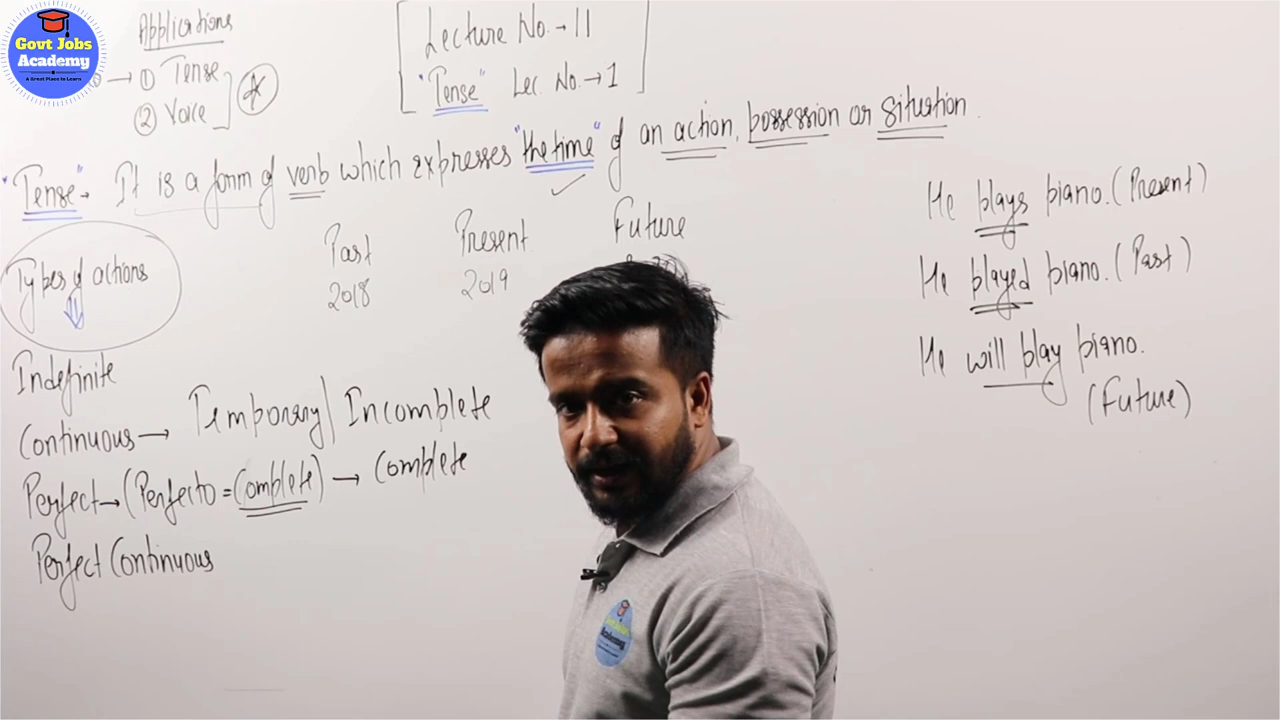 Govt Jobs
Academy
A Great Place to Learn
Applications
→ ① Tense
② Voice
Lecture No. → 11
"Tense" Lec. No. → 1
"Tense" → It is a form of verb which expresses "the time" of an action, possession or situation.
Types of actions
Past Present Future
2018 2019
Indefinite
Continuous → Temporary | Incomplete
Perfect → (Perfecto = Complete) → Complete
Perfect Continuous
He plays piano. (Present)
He played piano. (Past)
He will play piano.
(Future)
Academy